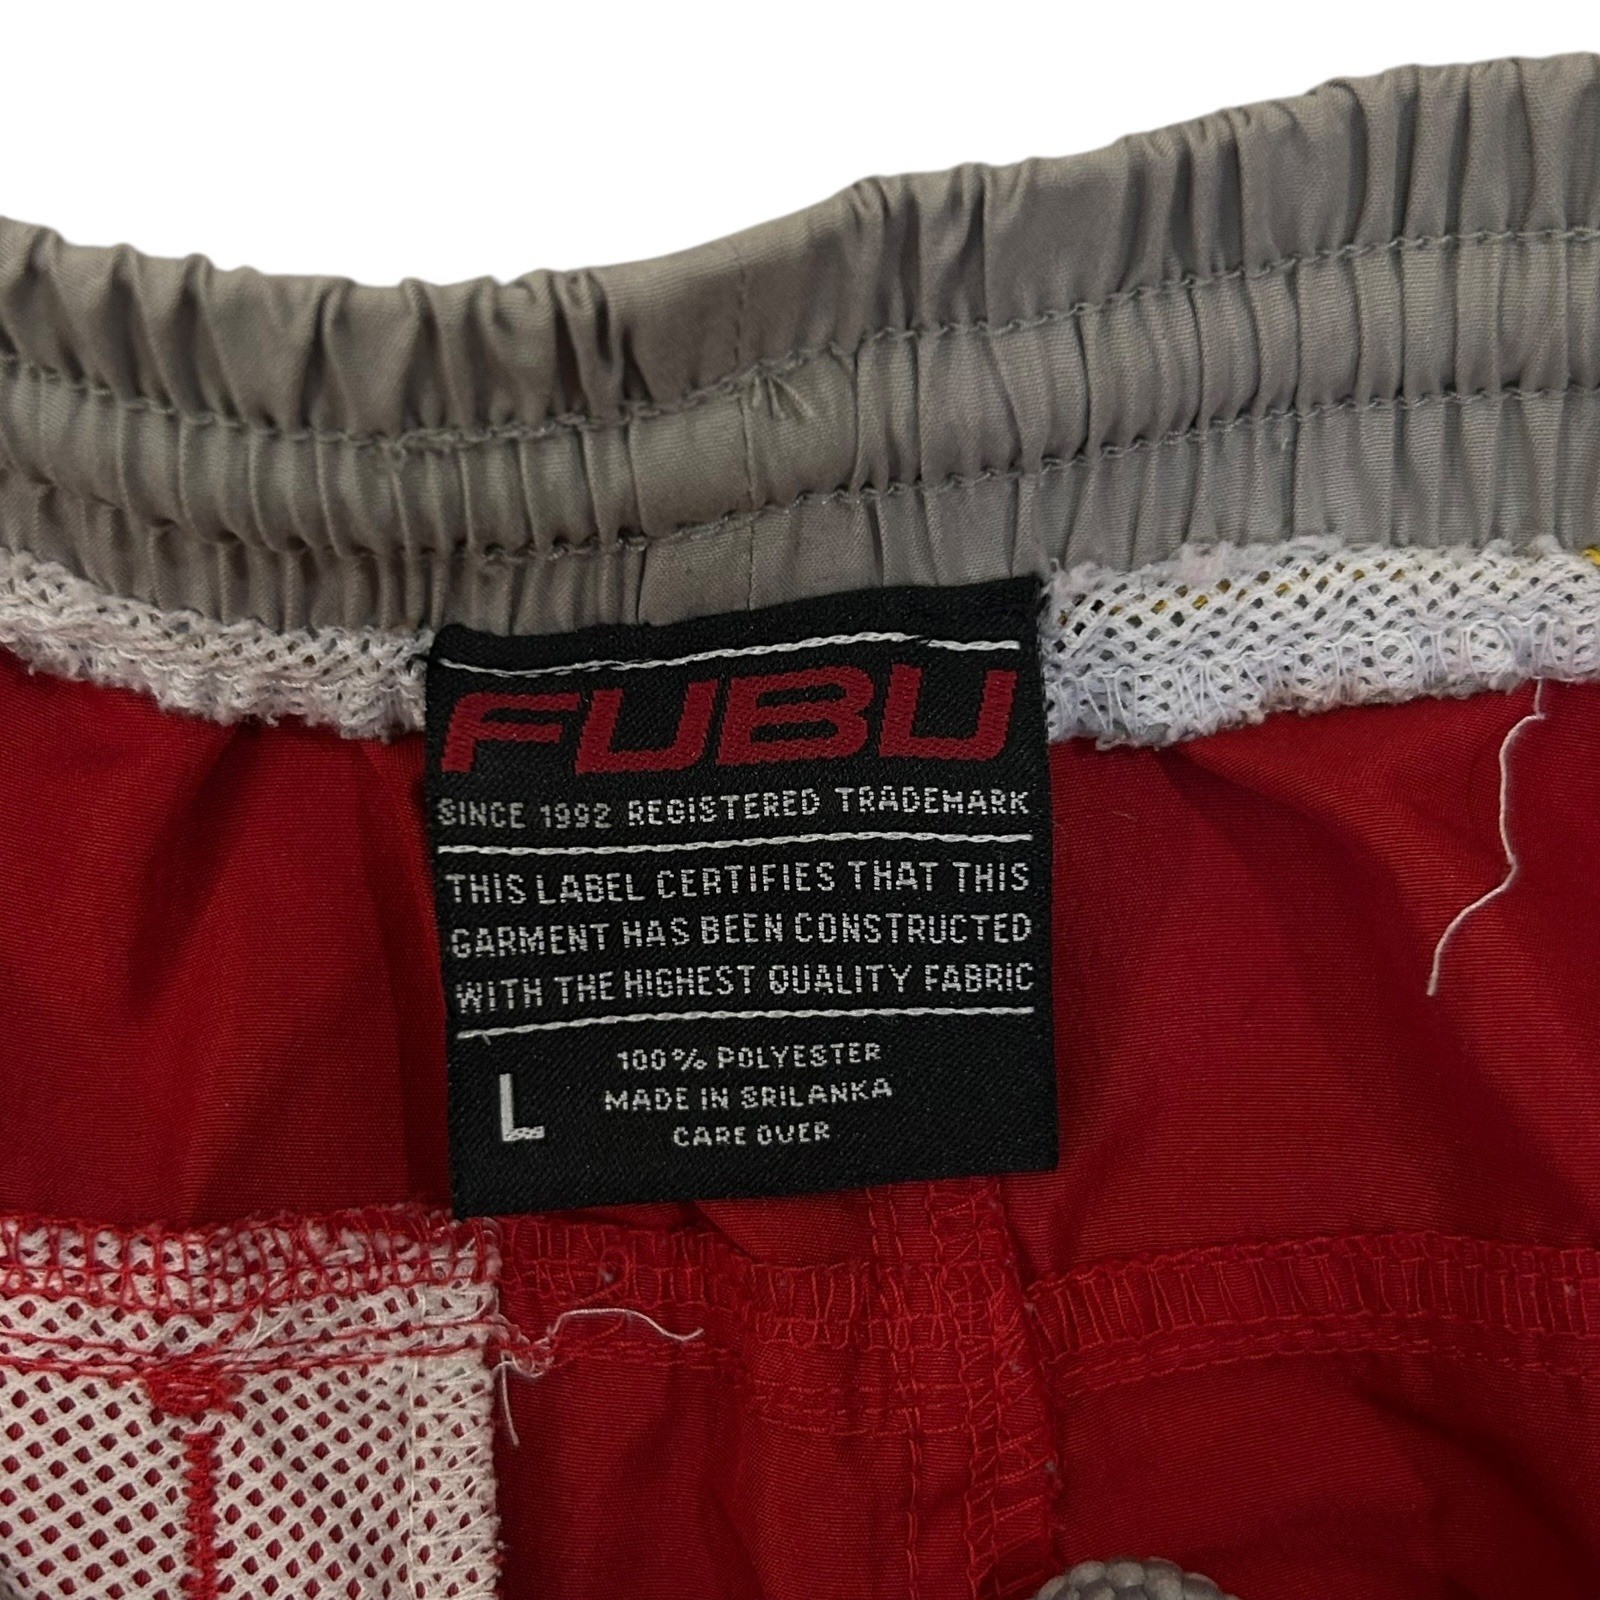 FUBU
SINCE 1992 REGISTERED TRADEMARK
THIS LABEL CERTIFIES THAT THIS
GARMENT HAS BEEN CONSTRUCTED
WITH THE HIGHEST QUALITY FABRIC
L
100% POLYESTER
MADE IN SRILANKA
CARE OVER